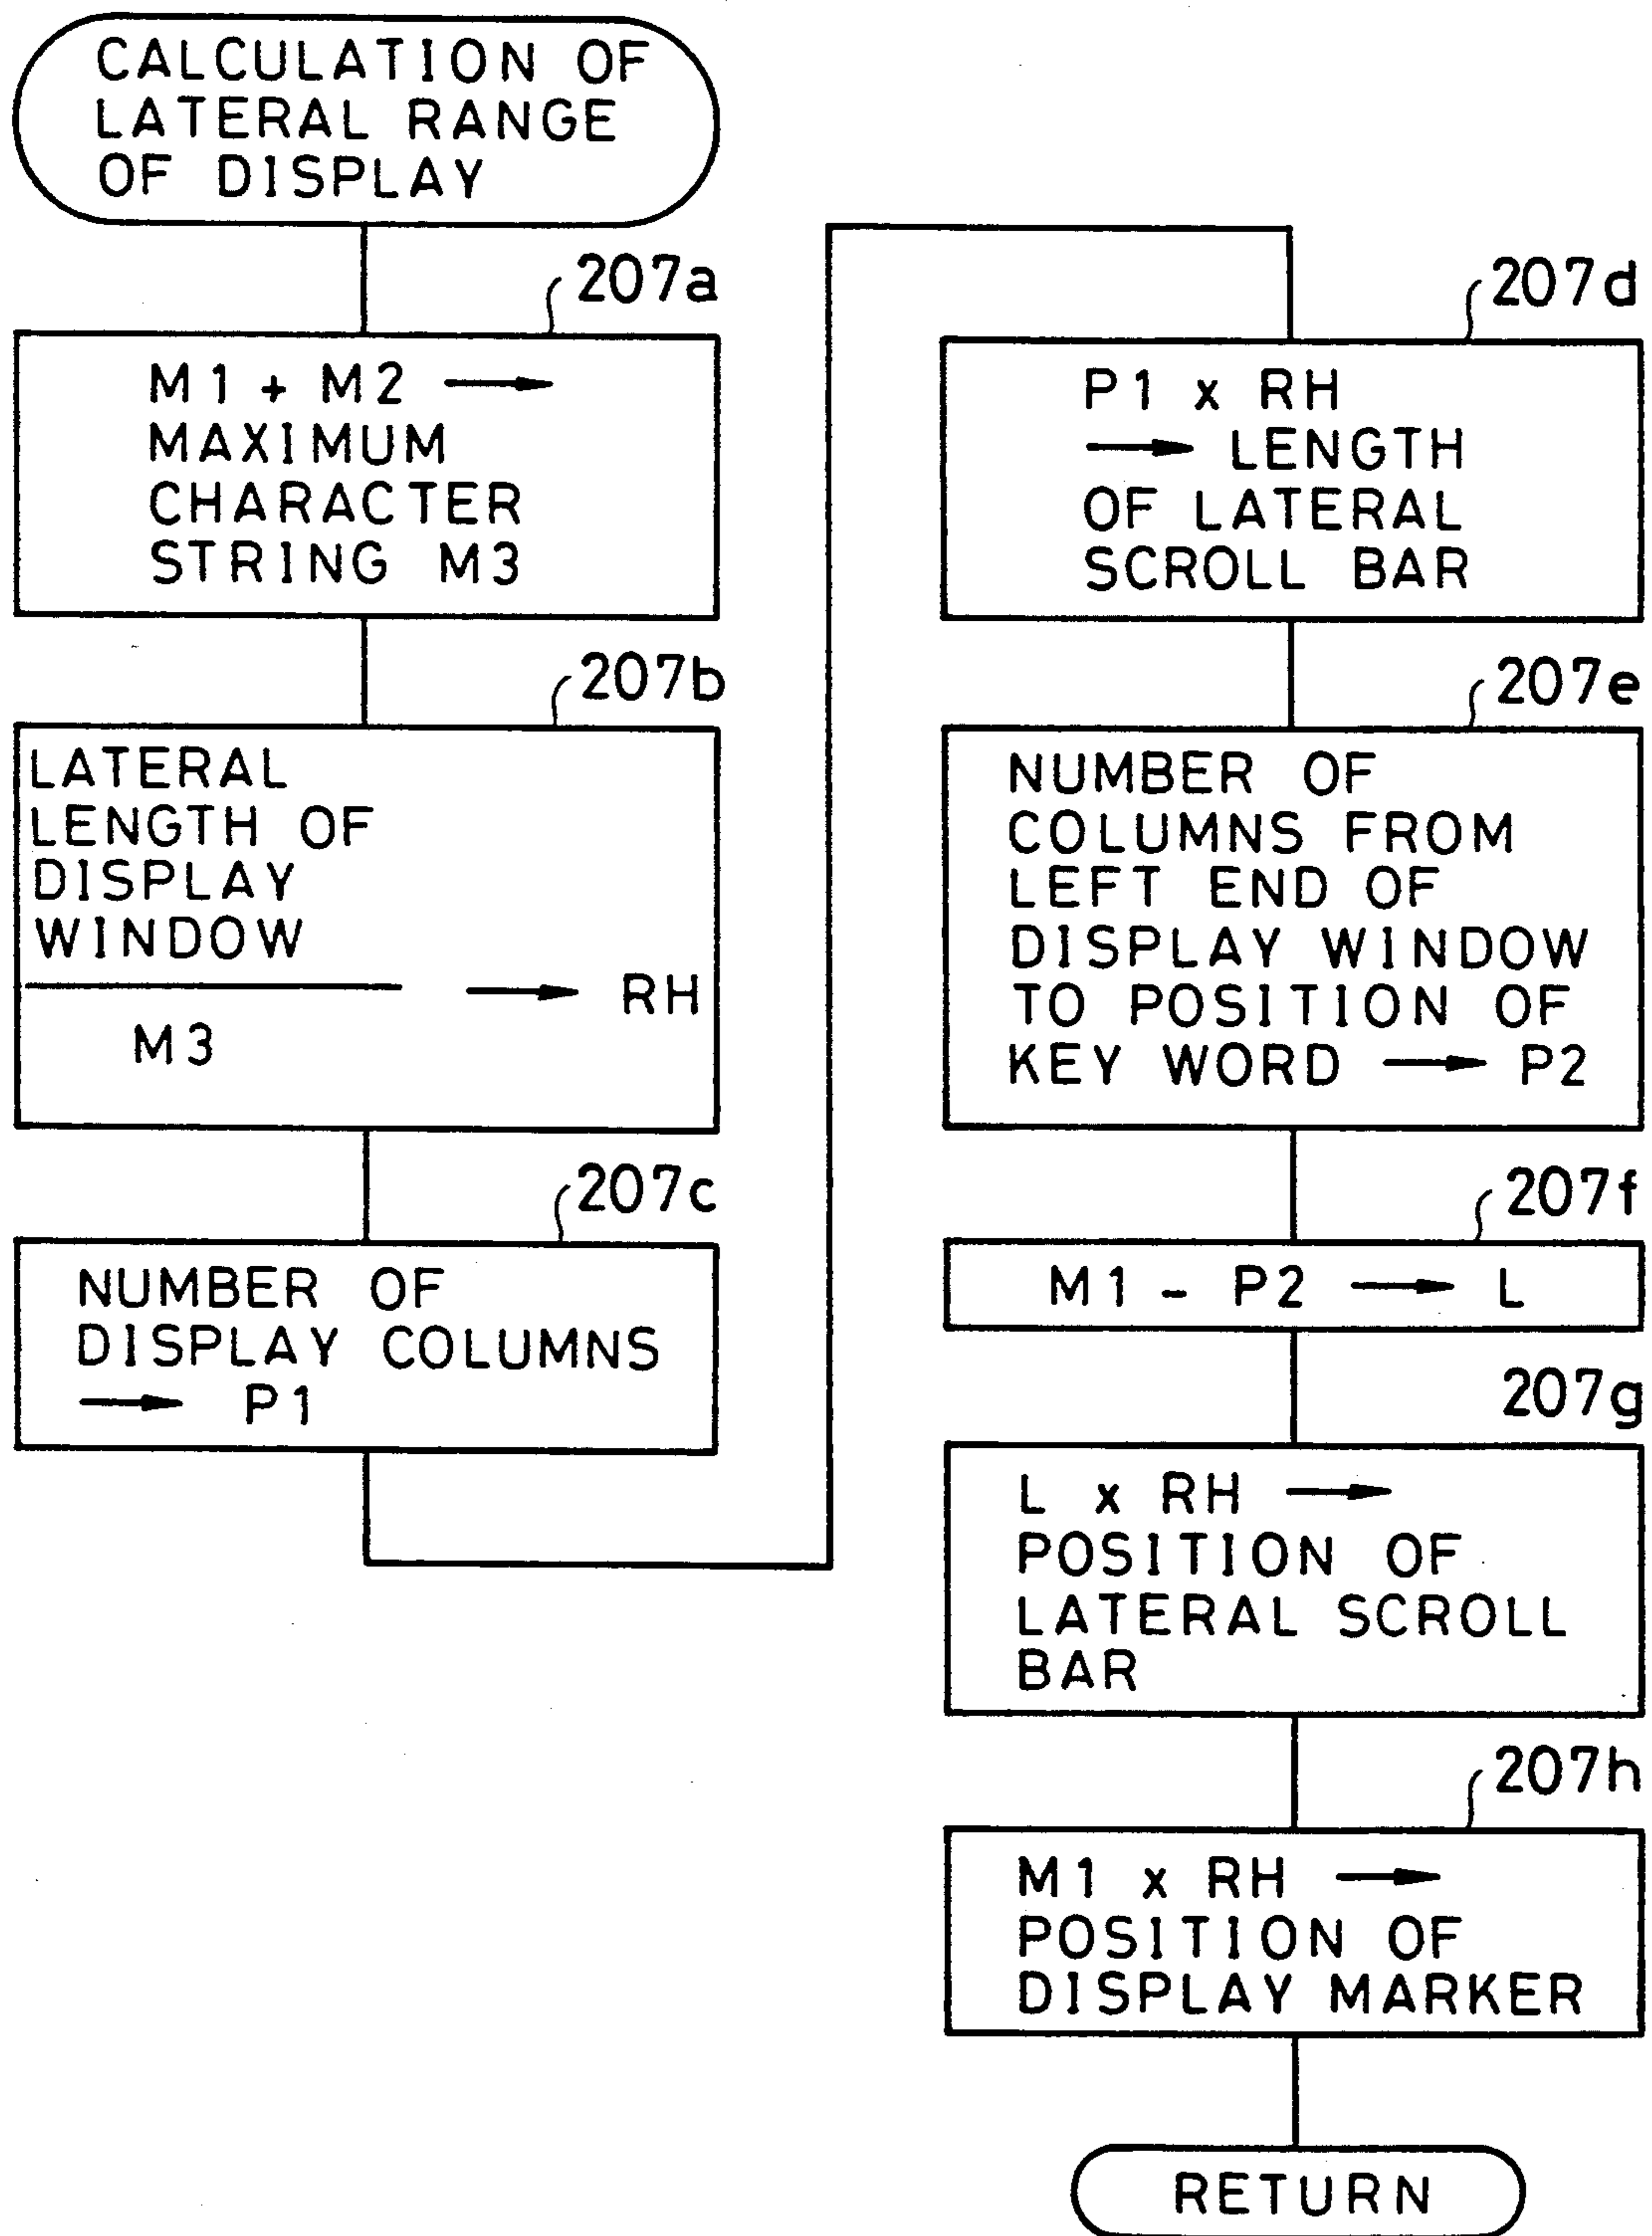 CALCULATION OF
LATERAL RANGE
OF DISPLAY
207a
M1 + M2 →
MAXIMUM
CHARACTER
STRING M3
207b
LATERAL
LENGTH OF
DISPLAY
WINDOW
→ RH
M3
207c
NUMBER OF
DISPLAY COLUMNS
→ P1
207d
P1 x RH
→ LENGTH
OF LATERAL
SCROLL BAR
207e
NUMBER OF
COLUMNS FROM
LEFT END OF
DISPLAY WINDOW
TO POSITION OF
KEY WORD → P2
207f
M1 - P2 → L
207g
L x RH →
POSITION OF
LATERAL SCROLL
BAR
207h
M1 x RH →
POSITION OF
DISPLAY MARKER
RETURN